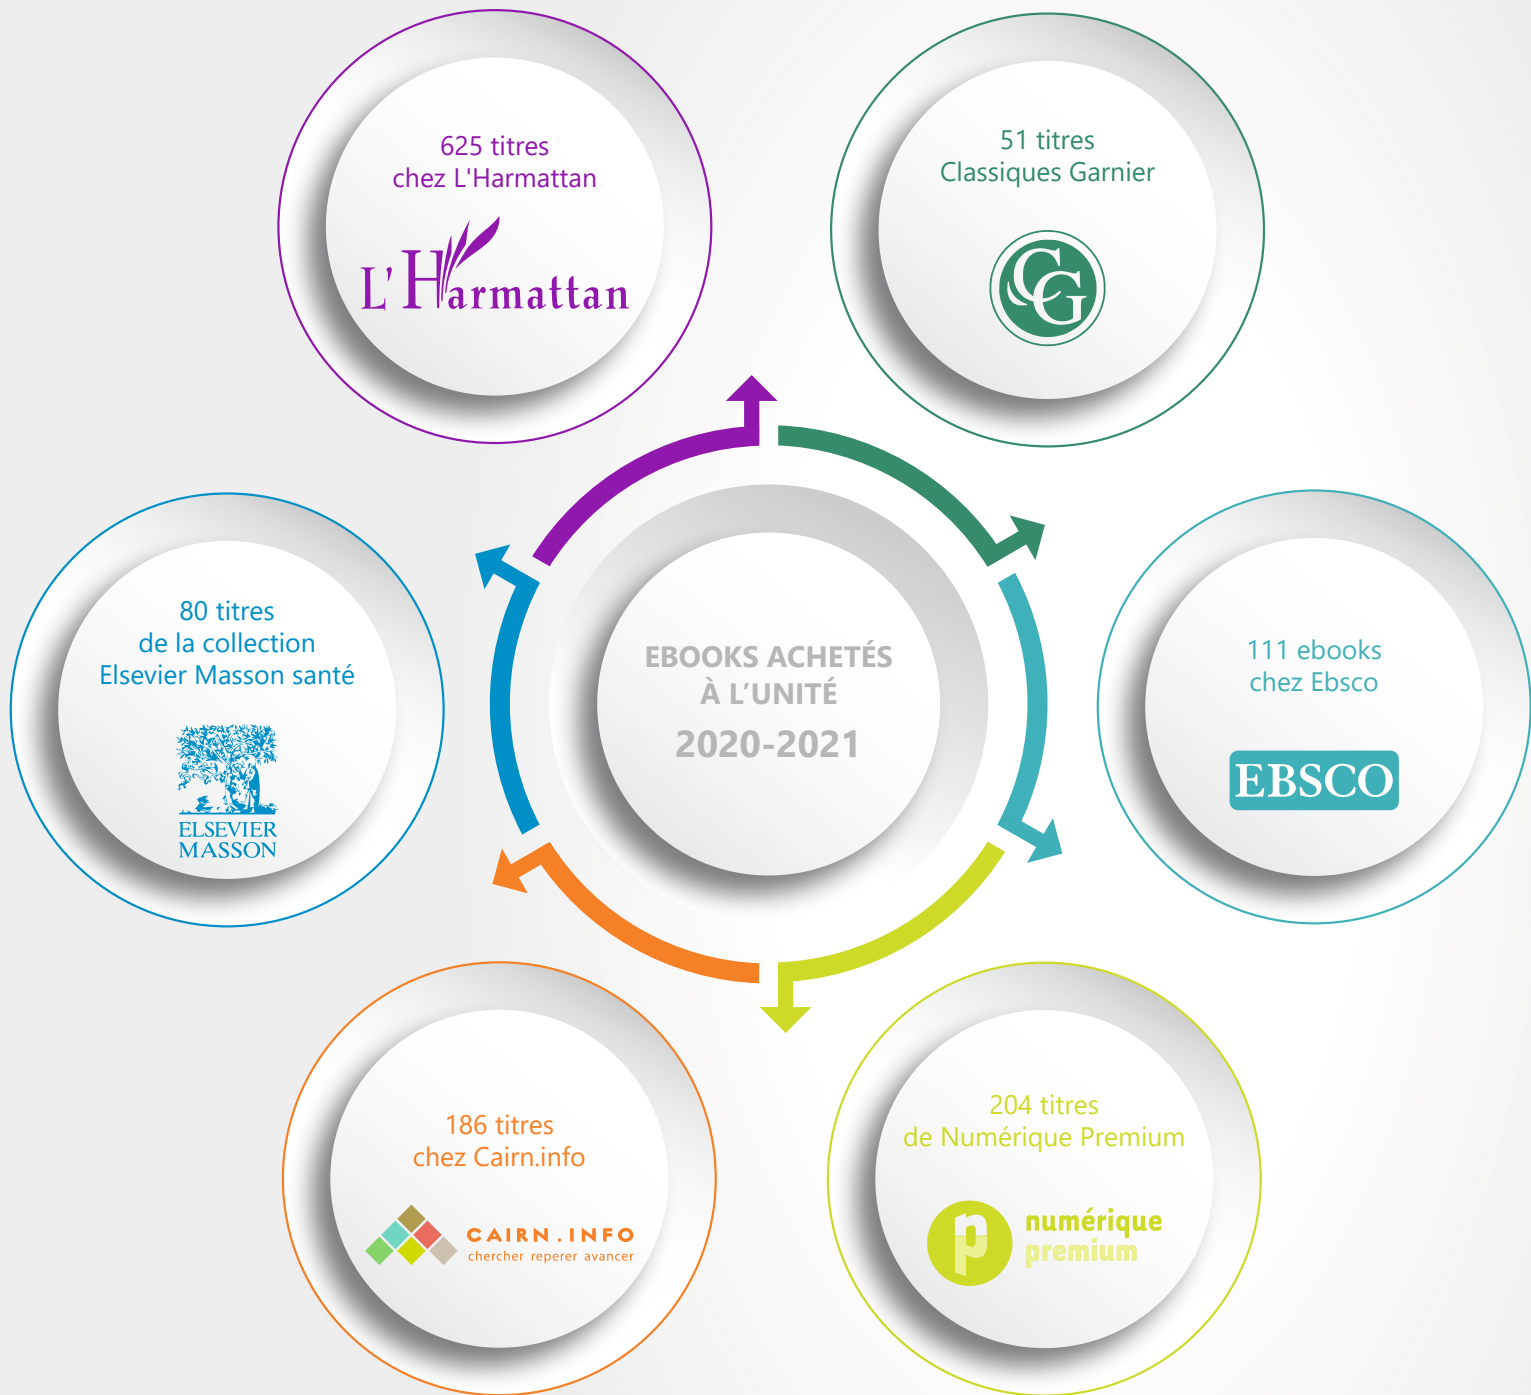 625 titres
chez L'Harmattan
L'Harmattan
51 titres
Classiques Garnier
CG
80 titres
de la collection
Elsevier Masson santé
ELSEVIER
MASSON
EBOOKS ACHETÉS
À L’UNITÉ
2020-2021
111 ebooks
chez Ebsco
EBSCO
186 titres
chez Cairn.info
CAIRN.INFO
chercher reperer avancer
204 titres
de Numérique Premium
p
numérique
premium